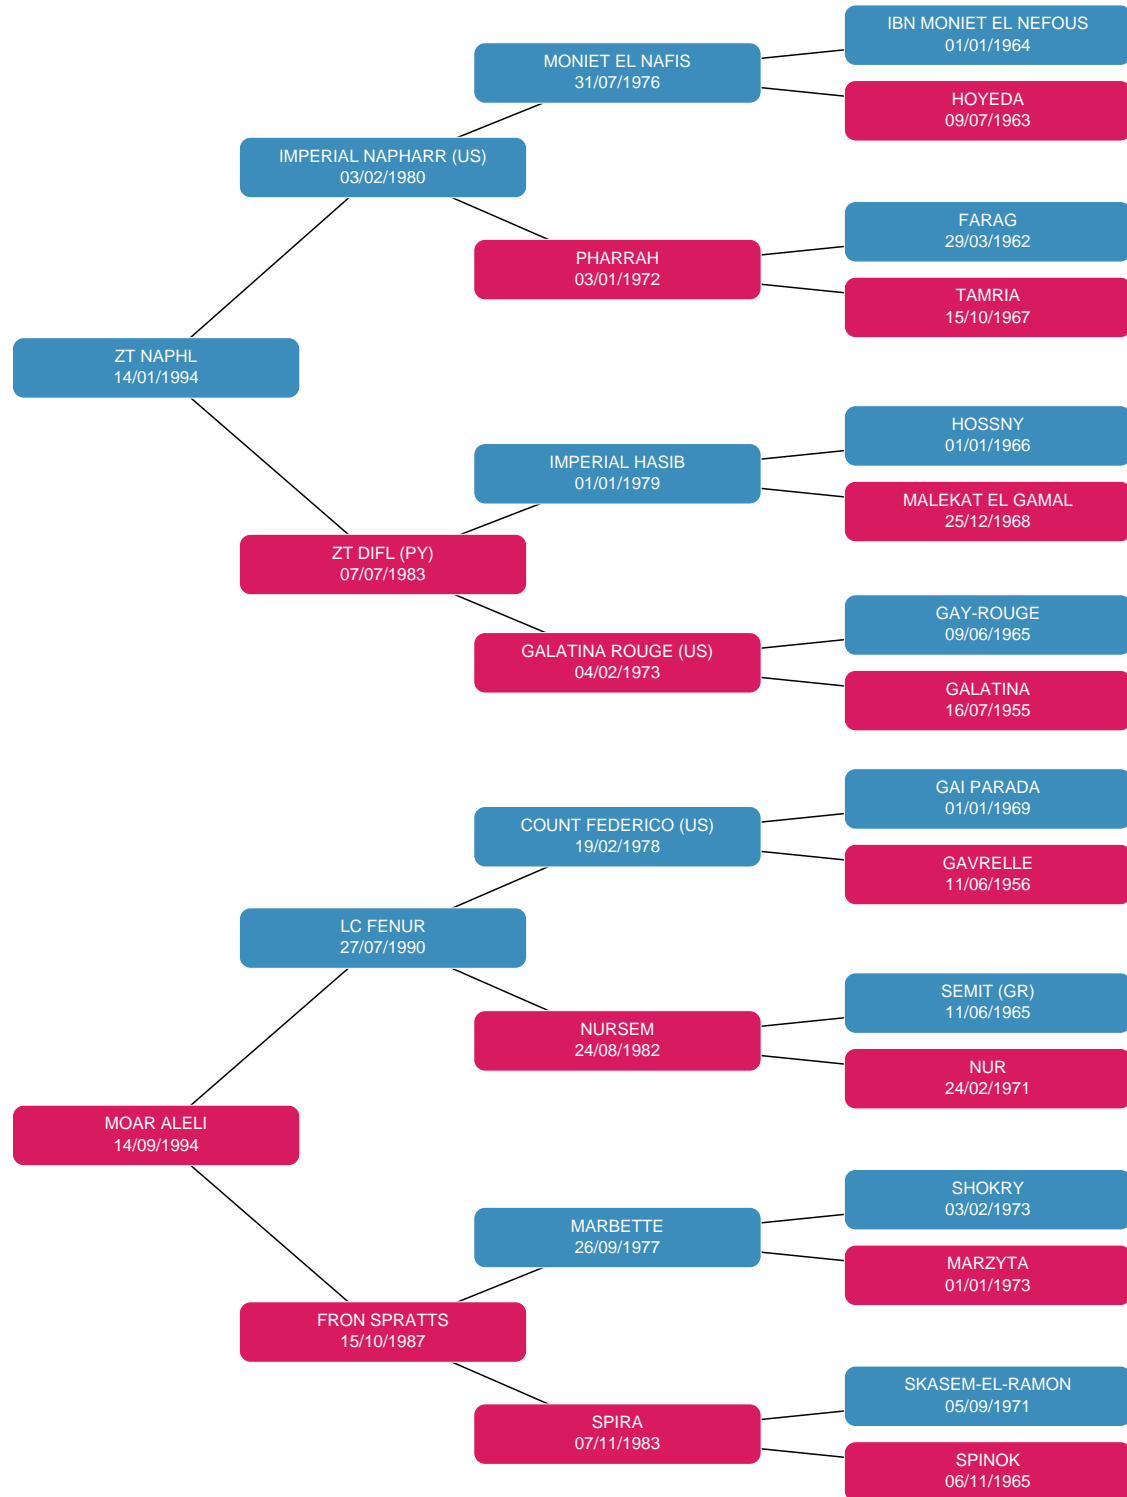 IBN MONIET EL NEFOUS
01/01/1964
MONIET EL NAFIS
31/07/1976
HOYEDA
09/07/1963
IMPERIAL NAPHARR (US)
03/02/1980
FARAG
29/03/1962
PHARRAH
03/01/1972
TAMRIA
15/10/1967
ZT NAPHL
14/01/1994
HOSSNY
01/01/1966
IMPERIAL HASIB
01/01/1979
MALEKAT EL GAMAL
25/12/1968
ZT DIFL (PY)
07/07/1983
GAY-ROUGE
09/06/1965
GALATINA ROUGE (US)
04/02/1973
GALATINA
16/07/1955
GAI PARADA
01/01/1969
COUNT FEDERICO (US)
19/02/1978
GAVRELLE
11/06/1956
LC FENUR
27/07/1990
SEMIT (GR)
11/06/1965
NURSEM
24/08/1982
NUR
24/02/1971
MOAR ALELI
14/09/1994
SHOKRY
03/02/1973
MARBETTE
26/09/1977
MARZYTA
01/01/1973
FRON SPRATTS
15/10/1987
SKASEM-EL-RAMON
05/09/1971
SPIRA
07/11/1983
SPINOK
06/11/1965